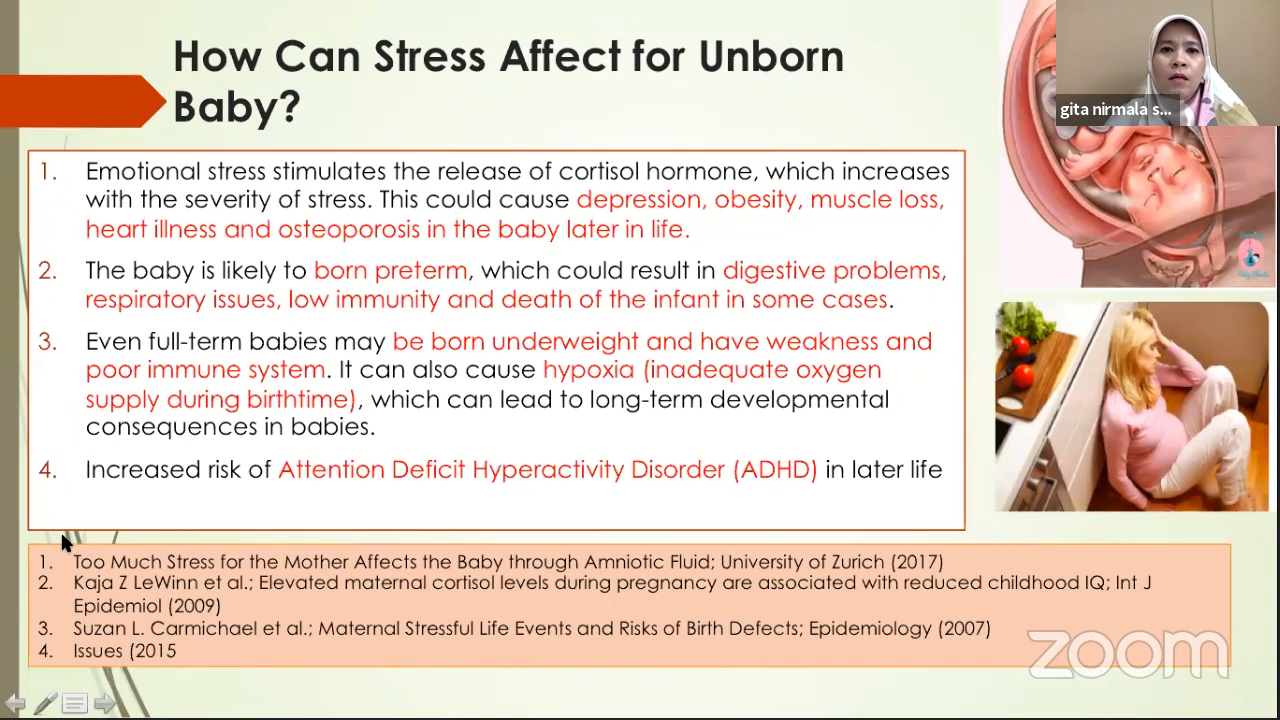 How Can Stress Affect for Unborn
Baby?
gita nirmala s...
1. Emotional stress stimulates the release of cortisol hormone, which increases
with the severity of stress. This could cause depression, obesity, muscle loss,
heart illness and osteoporosis in the baby later in life.
2. The baby is likely to born preterm, which could result in digestive problems,
respiratory issues, low immunity and death of the infant in some cases.
3. Even full-term babies may be born underweight and have weakness and
poor immune system. It can also cause hypoxia (inadequate oxygen
supply during birthtime), which can lead to long-term developmental
consequences in babies.
4. Increased risk of Attention Deficit Hyperactivity Disorder (ADHD) in later life
1. Too Much Stress for the Mother Affects the Baby through Amniotic Fluid; University of Zurich (2017)
2. Kaja Z LeWinn et al.; Elevated maternal cortisol levels during pregnancy are associated with reduced childhood IQ; Int J
Epidemiol (2009)
3. Suzan L. Carmichael et al.; Maternal Stressful Life Events and Risks of Birth Defects; Epidemiology (2007)
4. Issues (2015
zoom